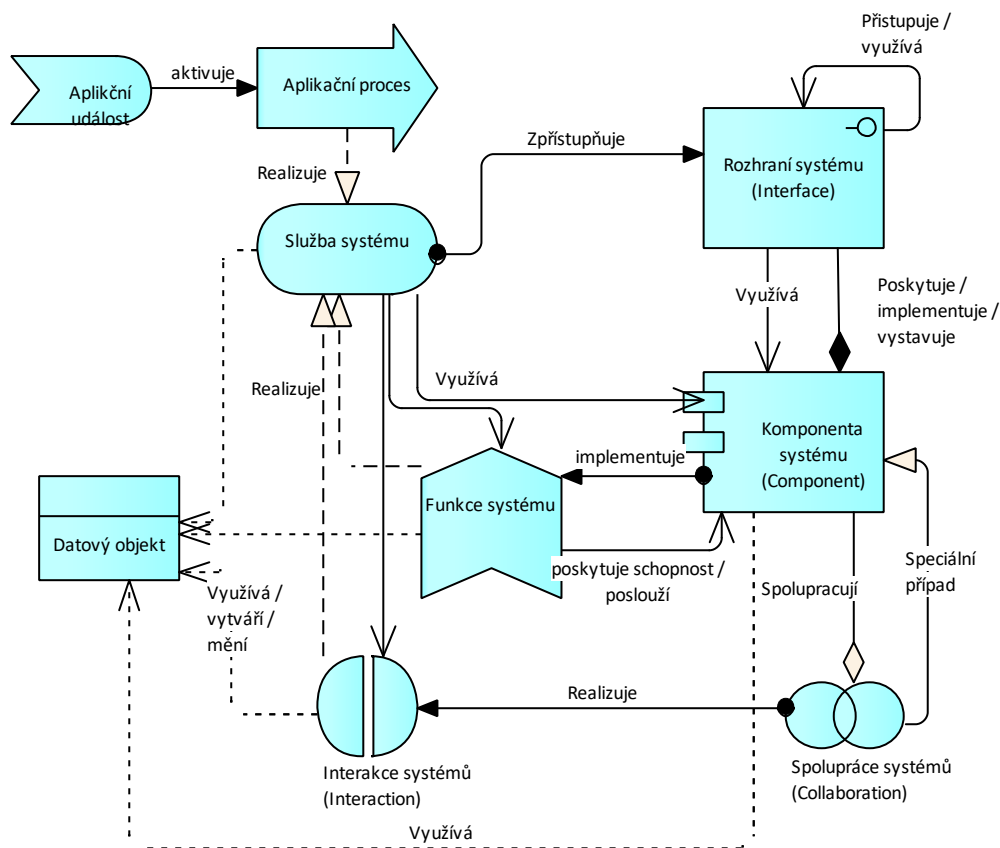 Přistupuje /
využívá
aktivuje
Aplikční
událost
Aplikační proces
Zpřístupňuje
Rozhraní systému
(Interface)
Realizuje
Služba systému
Využívá
Poskytuje /
implementuje /
vystavuje
Realizuje
Využívá
Komponenta
systému
(Component)
implementuje
Funkce systému
Datový objekt
poskytuje schopnost /
poslouží
Spolupracují
Speciální
případ
Využívá /
vytváří /
mění
Realizuje
Interakce systémů
(Interaction)
Spolupráce systémů
(Collaboration)
Využívá